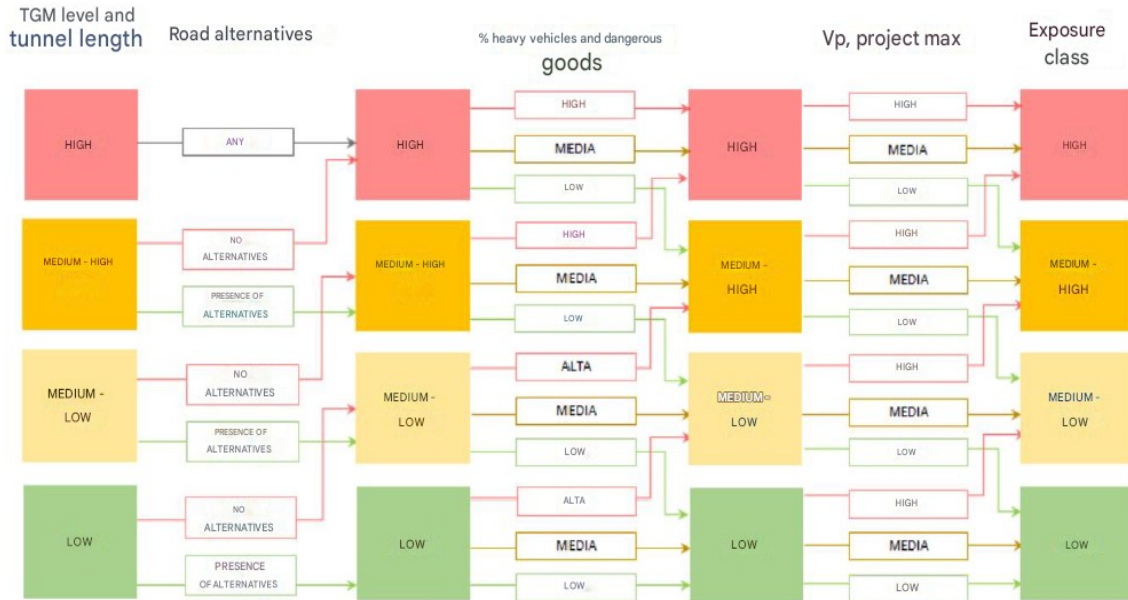 TGM level and
tunnel length
Road alternatives
% heavy vehicles and dangerous
goods
Vp, project max
Exposure
class
HIGH
ANY
HIGH
HIGH
MEDIA
LOW
HIGH
HIGH
MEDIA
LOW
HIGH
MEDIUM - HIGH
NO
ALTERNATIVES
PRESENCE OF
ALTERNATIVES
MEDIUM - HIGH
HIGH
MEDIA
LOW
MEDIUM -
HIGH
HIGH
MEDIA
LOW
MEDIUM -
HIGH
MEDIUM -
LOW
NO
ALTERNATIVES
PRESENCE OF
ALTERNATIVES
MEDIUM -
LOW
ALTA
MEDIA
LOW
MEDIUM -
LOW
HIGH
MEDIA
LOW
MEDIUM -
LOW
LOW
NO
ALTERNATIVES
PRESENCE
OF ALTERNATIVES
LOW
ALTA
MEDIA
LOW
LOW
HIGH
MEDIA
LOW
LOW